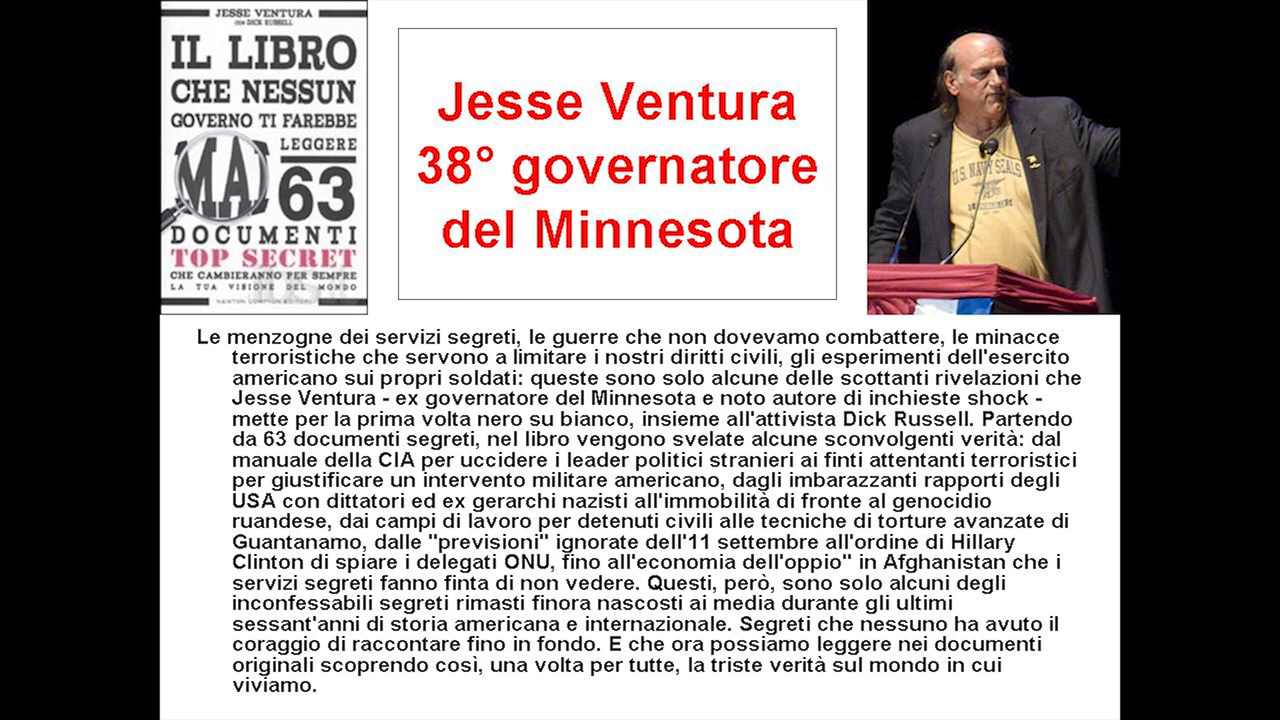 JESSE VENTURA
CON DICK RUSSELL
IL LIBRO
CHE NESSUN
GOVERNO TI FAREBBE
MAI
LEGGERE
63
DOCUMENTI
TOP SECRET
CHE CAMBIERANNO PER SEMPRE
LA TUA VISIONE DEL MONDO
NEWTON COMPTON EDITORI
Jesse Ventura
38° governatore
del Minnesota
U.S. NAVY SEALS
Le menzogne dei servizi segreti, le guerre che non dovevamo combattere, le minacce
terroristiche che servono a limitare i nostri diritti civili, gli esperimenti dell'esercito
americano sui propri soldati: queste sono solo alcune delle scottanti rivelazioni che
Jesse Ventura - ex governatore del Minnesota e noto autore di inchieste shock -
mette per la prima volta nero su bianco, insieme all'attivista Dick Russell. Partendo
da 63 documenti segreti, nel libro vengono svelate alcune sconvolgenti verità: dal
manuale della CIA per uccidere i leader politici stranieri ai finti attentanti terroristici
per giustificare un intervento militare americano, dagli imbarazzanti rapporti degli
USA con dittatori ed ex gerarchi nazisti all'immobilità di fronte al genocidio
ruandese, dai campi di lavoro per detenuti civili alle tecniche di torture avanzate di
Guantanamo, dalle "previsioni" ignorate dell'11 settembre all'ordine di Hillary
Clinton di spiare i delegati ONU, fino all'economia dell'oppio" in Afghanistan che i
servizi segreti fanno finta di non vedere. Questi, però, sono solo alcuni degli
inconfessabili segreti rimasti finora nascosti ai media durante gli ultimi
sessant'anni di storia americana e internazionale. Segreti che nessuno ha avuto il
coraggio di raccontare fino in fondo. E che ora possiamo leggere nei documenti
originali scoprendo così, una volta per tutte, la triste verità sul mondo in cui
viviamo.